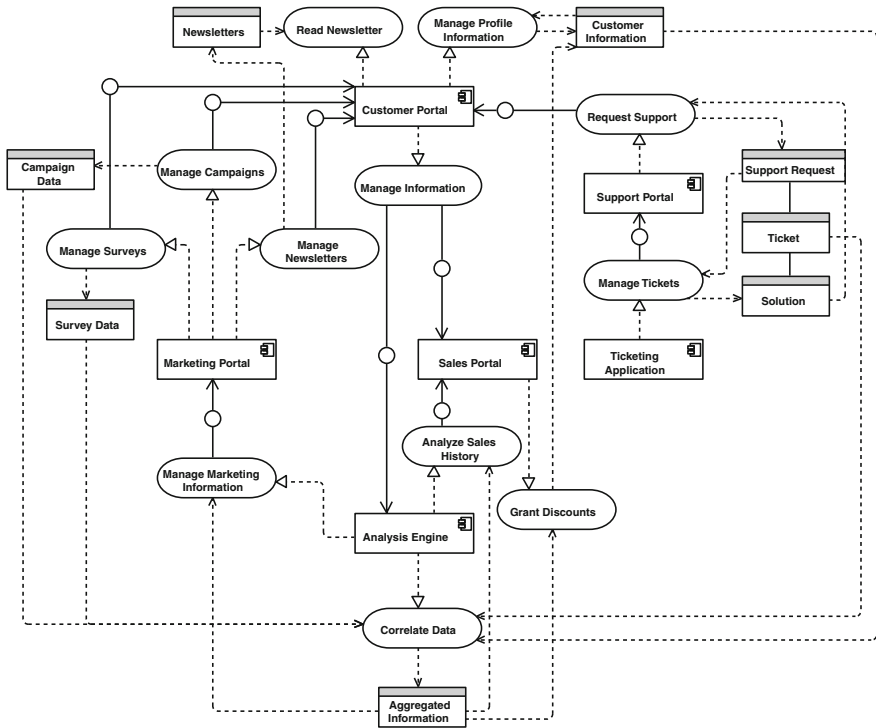 Newsletters
Read Newsletter
Manage Profile
Information
Customer
Information
Customer Portal
Request Support
Campaign
Data
Manage Campaigns
Manage Information
Support Request
Support Portal
Manage Surveys
Manage
Newsletters
Ticket
Manage Tickets
Solution
Survey Data
Marketing Portal
Sales Portal
Ticketing
Application
Analyze Sales
History
Manage Marketing
Information
Grant Discounts
Analysis Engine
Correlate Data
Aggregated
Information